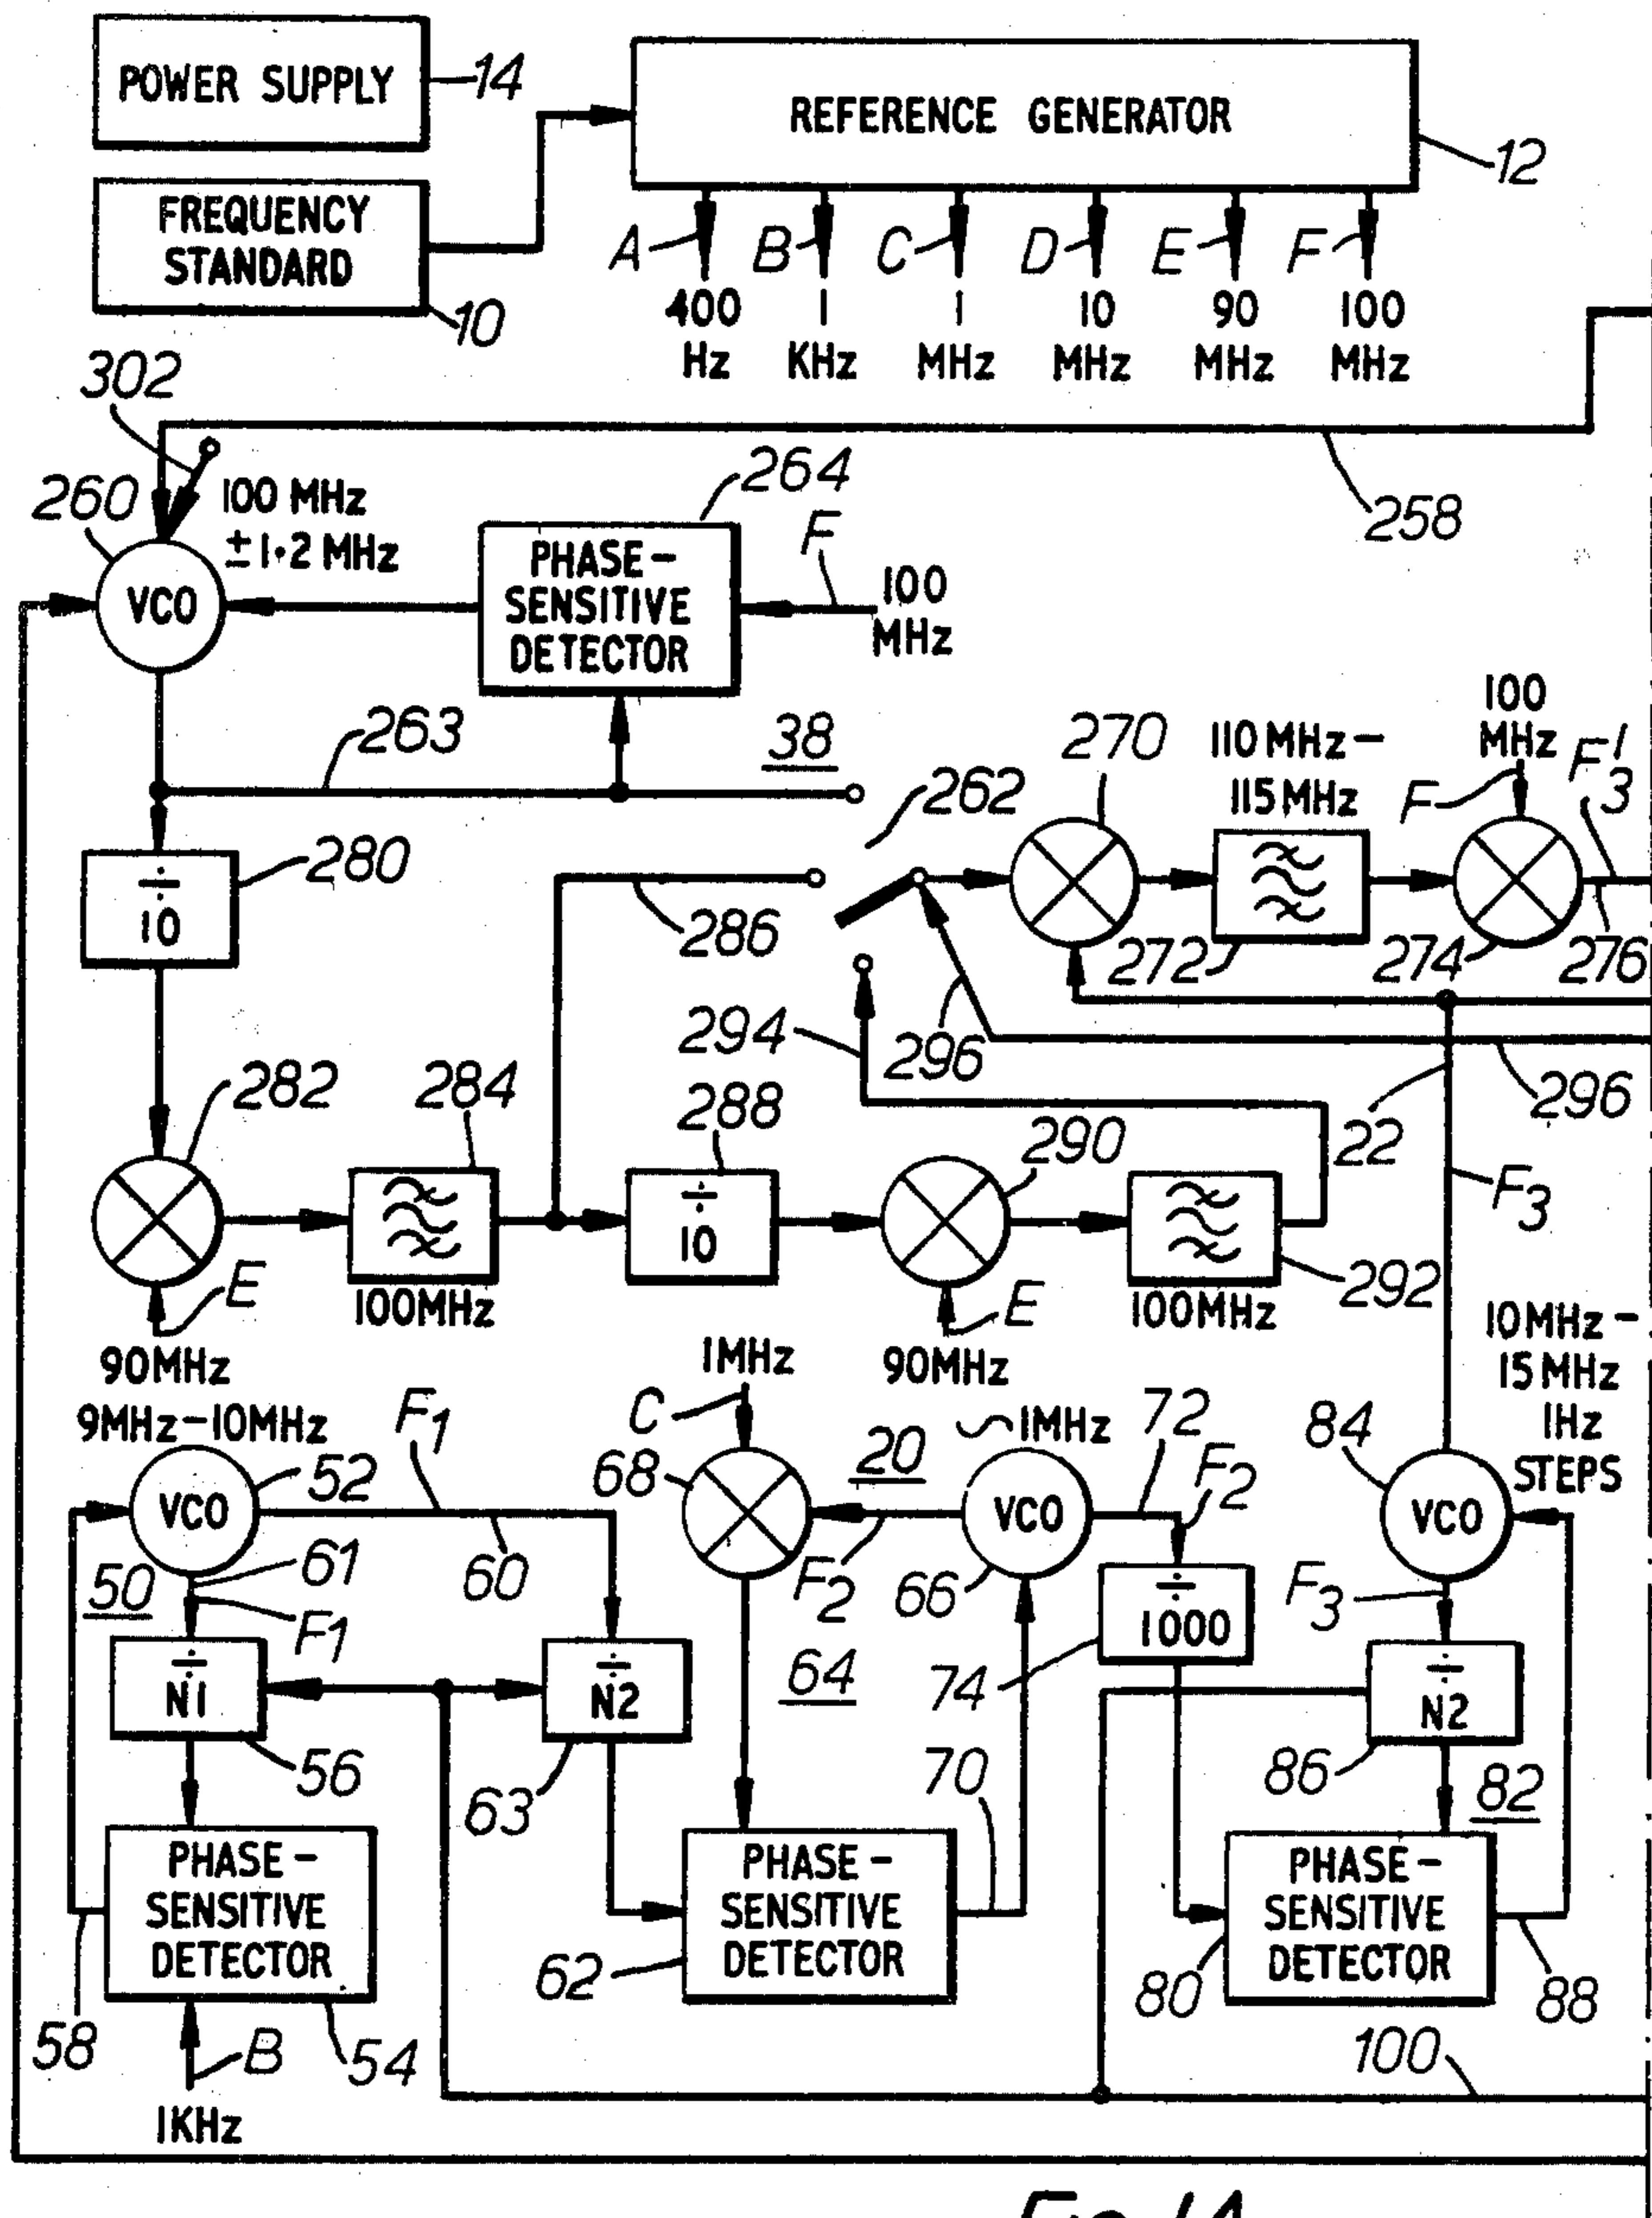 POWER SUPPLY
14
REFERENCE GENERATOR
12
FREQUENCY
STANDARD
10
A
B
C
D
E
F
400
Hz
1
KHz
1
MHz
10
MHz
90
MHz
100
MHz
302
258
260
100 MHz
±1·2 MHz
VCO
264
PHASE-
SENSITIVE
DETECTOR
F
100
MHz
263
38
262
270
110 MHz-
115 MHz
100
MHz
F
F'3
÷
10
280
286
272
274
276
294
296
296
282
284
288
290
22
F3
÷
10
292
E
90MHz
100MHz
E
90MHz
100MHz
10MHz-
15MHz
1Hz
STEPS
9MHz-10MHz
VCO
52
F1
60
1MHz
C
68
20
~1MHz
VCO
66
F2
72
F2
84
VCO
50
61
F1
÷
N1
56
÷
N2
63
64
÷
1000
74
F3
÷
N2
86
82
PHASE-
SENSITIVE
DETECTOR
58
54
B
1KHz
PHASE-
SENSITIVE
DETECTOR
62
70
PHASE-
SENSITIVE
DETECTOR
80
88
100